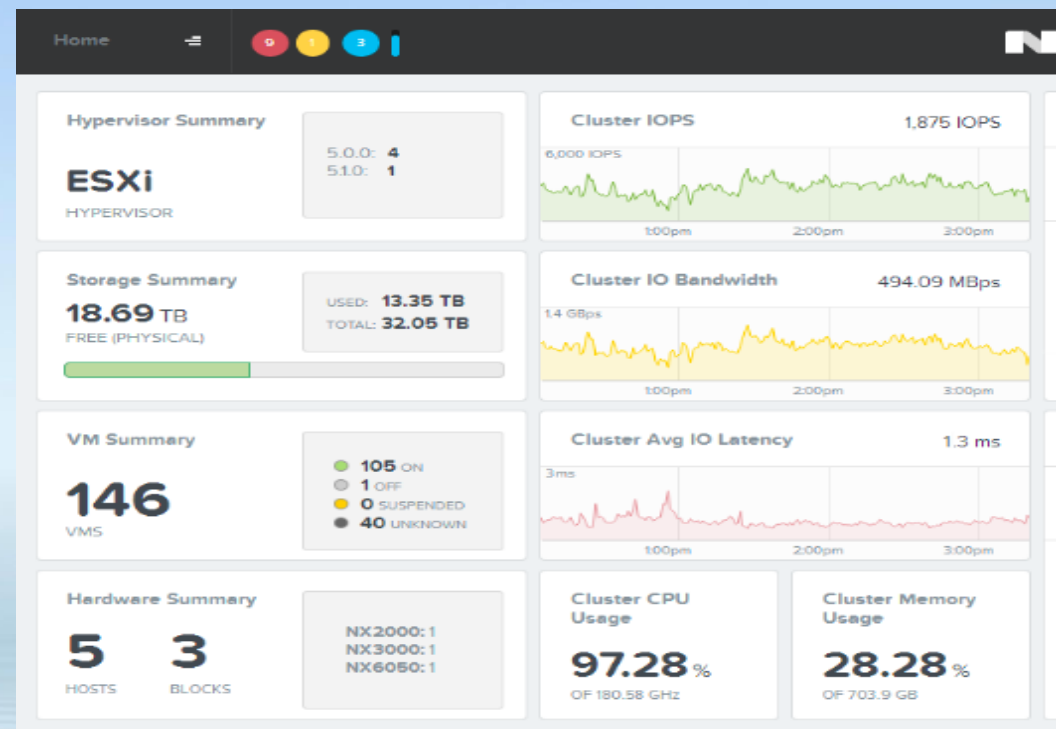 Home
9 1 3
Hypervisor Summary
ESXi
HYPERVISOR
5.0.0: 4
5.1.0: 1
Cluster IOPS
1,875 IOPS
6,000 IOPS
1:00pm 2:00pm 3:00pm
Storage Summary
18.69 TB
FREE (PHYSICAL)
USED: 13.35 TB
TOTAL: 32.05 TB
Cluster IO Bandwidth
494.09 MBps
1.4 GBps
1:00pm 2:00pm 3:00pm
VM Summary
146
VMS
105 ON
1 OFF
0 SUSPENDED
40 UNKNOWN
Cluster Avg IO Latency
1.3 ms
3 ms
1:00pm 2:00pm 3:00pm
Hardware Summary
5 3
HOSTS BLOCKS
NX2000: 1
NX3000: 1
NX6050: 1
Cluster CPU
Usage
97.28 %
OF 180.58 GHz
Cluster Memory
Usage
28.28 %
OF 703.9 GB